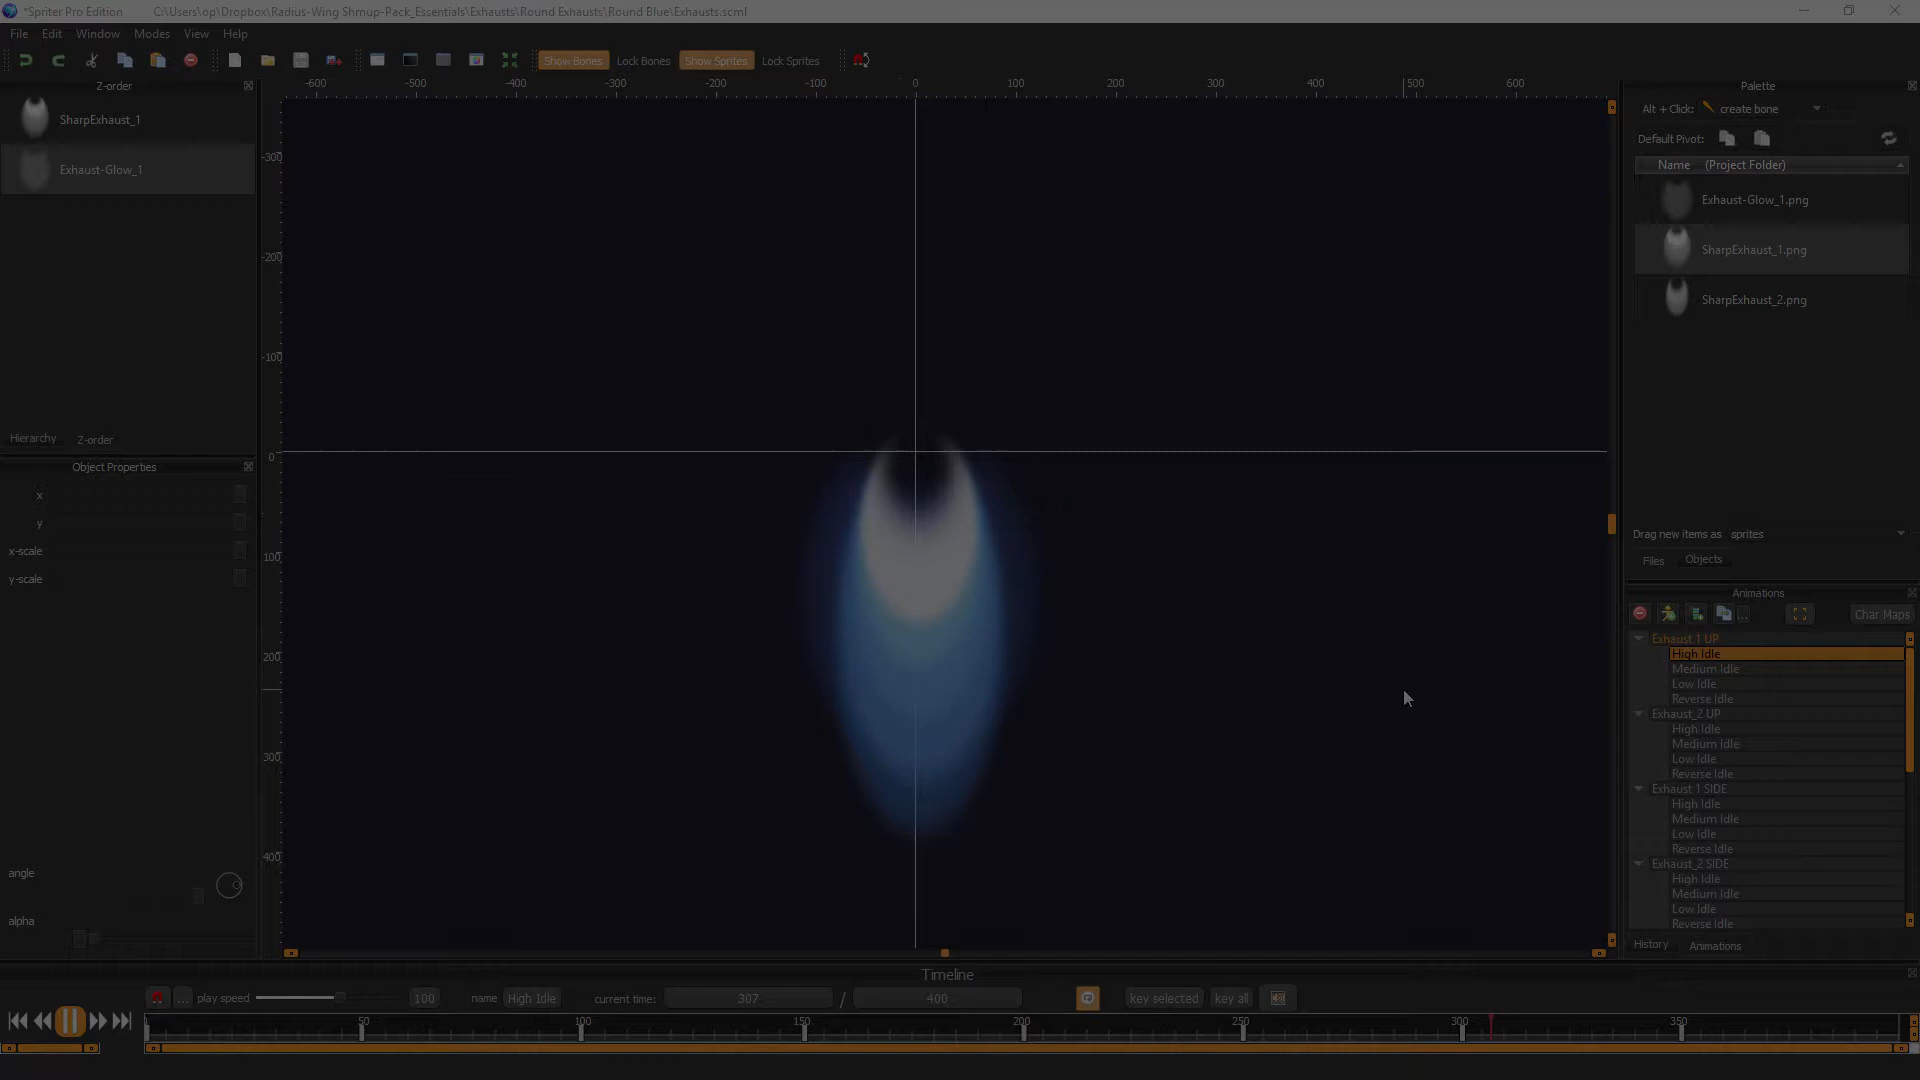 *Spriter Pro Edition C:\Users\op\Dropbox\Radius-Wing Shmup-Pack_Essentials\Exhausts\Round Exhausts\Round Blue\Exhausts.scml
File Edit Window Modes View Help
Show Bones Lock Bones Show Sprites Lock Sprites
Z-order
SharpExhaust_1
Exhaust-Glow_1
Hierarchy Z-order
Object Properties
x
y
x-scale
y-scale
angle
alpha
-600 -500 -400 -300 -200 -100 0 100 200 300 400 500 600
-300
-200
-100
0
100
200
300
400
Palette
Alt + Click: create bone
Default Pivot:
Name (Project Folder)
Exhaust-Glow_1.png
SharpExhaust_1.png
SharpExhaust_2.png
Drag new items as sprites
Files Objects
Animations
... Char Maps
Exhaust 1 UP
High Idle
Medium Idle
Low Idle
Reverse Idle
Exhaust_2 UP
High Idle
Medium Idle
Low Idle
Reverse Idle
Exhaust 1 SIDE
High Idle
Medium Idle
Low Idle
Reverse Idle
Exhaust_2 SIDE
High Idle
Medium Idle
Low Idle
Reverse Idle
History Animations
Timeline
... play speed 100 name High Idle current time: 307 / 400 key selected key all
50 100 150 200 250 300 350